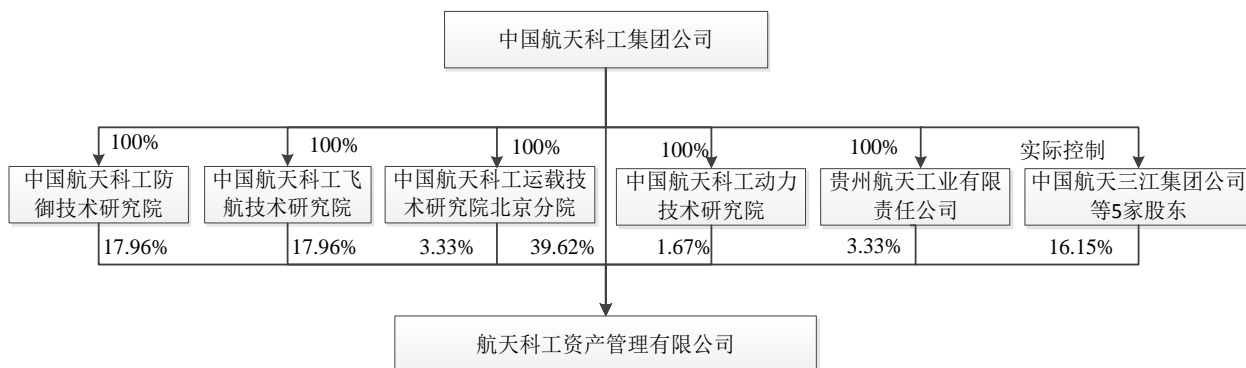 中国航天科工集团公司
100%
100%
100%
100%
100%
实际控制
中国航天科工防
御技术研究院
中国航天科工飞
航技术研究院
中国航天科工运载技
术研究院北京分院
中国航天科工动力
技术研究院
贵州航天工业有限
责任公司
中国航天三江集团公司
等5家股东
17.96%
17.96%
3.33%
39.62%
1.67%
3.33%
16.15%
航天科工资产管理有限公司